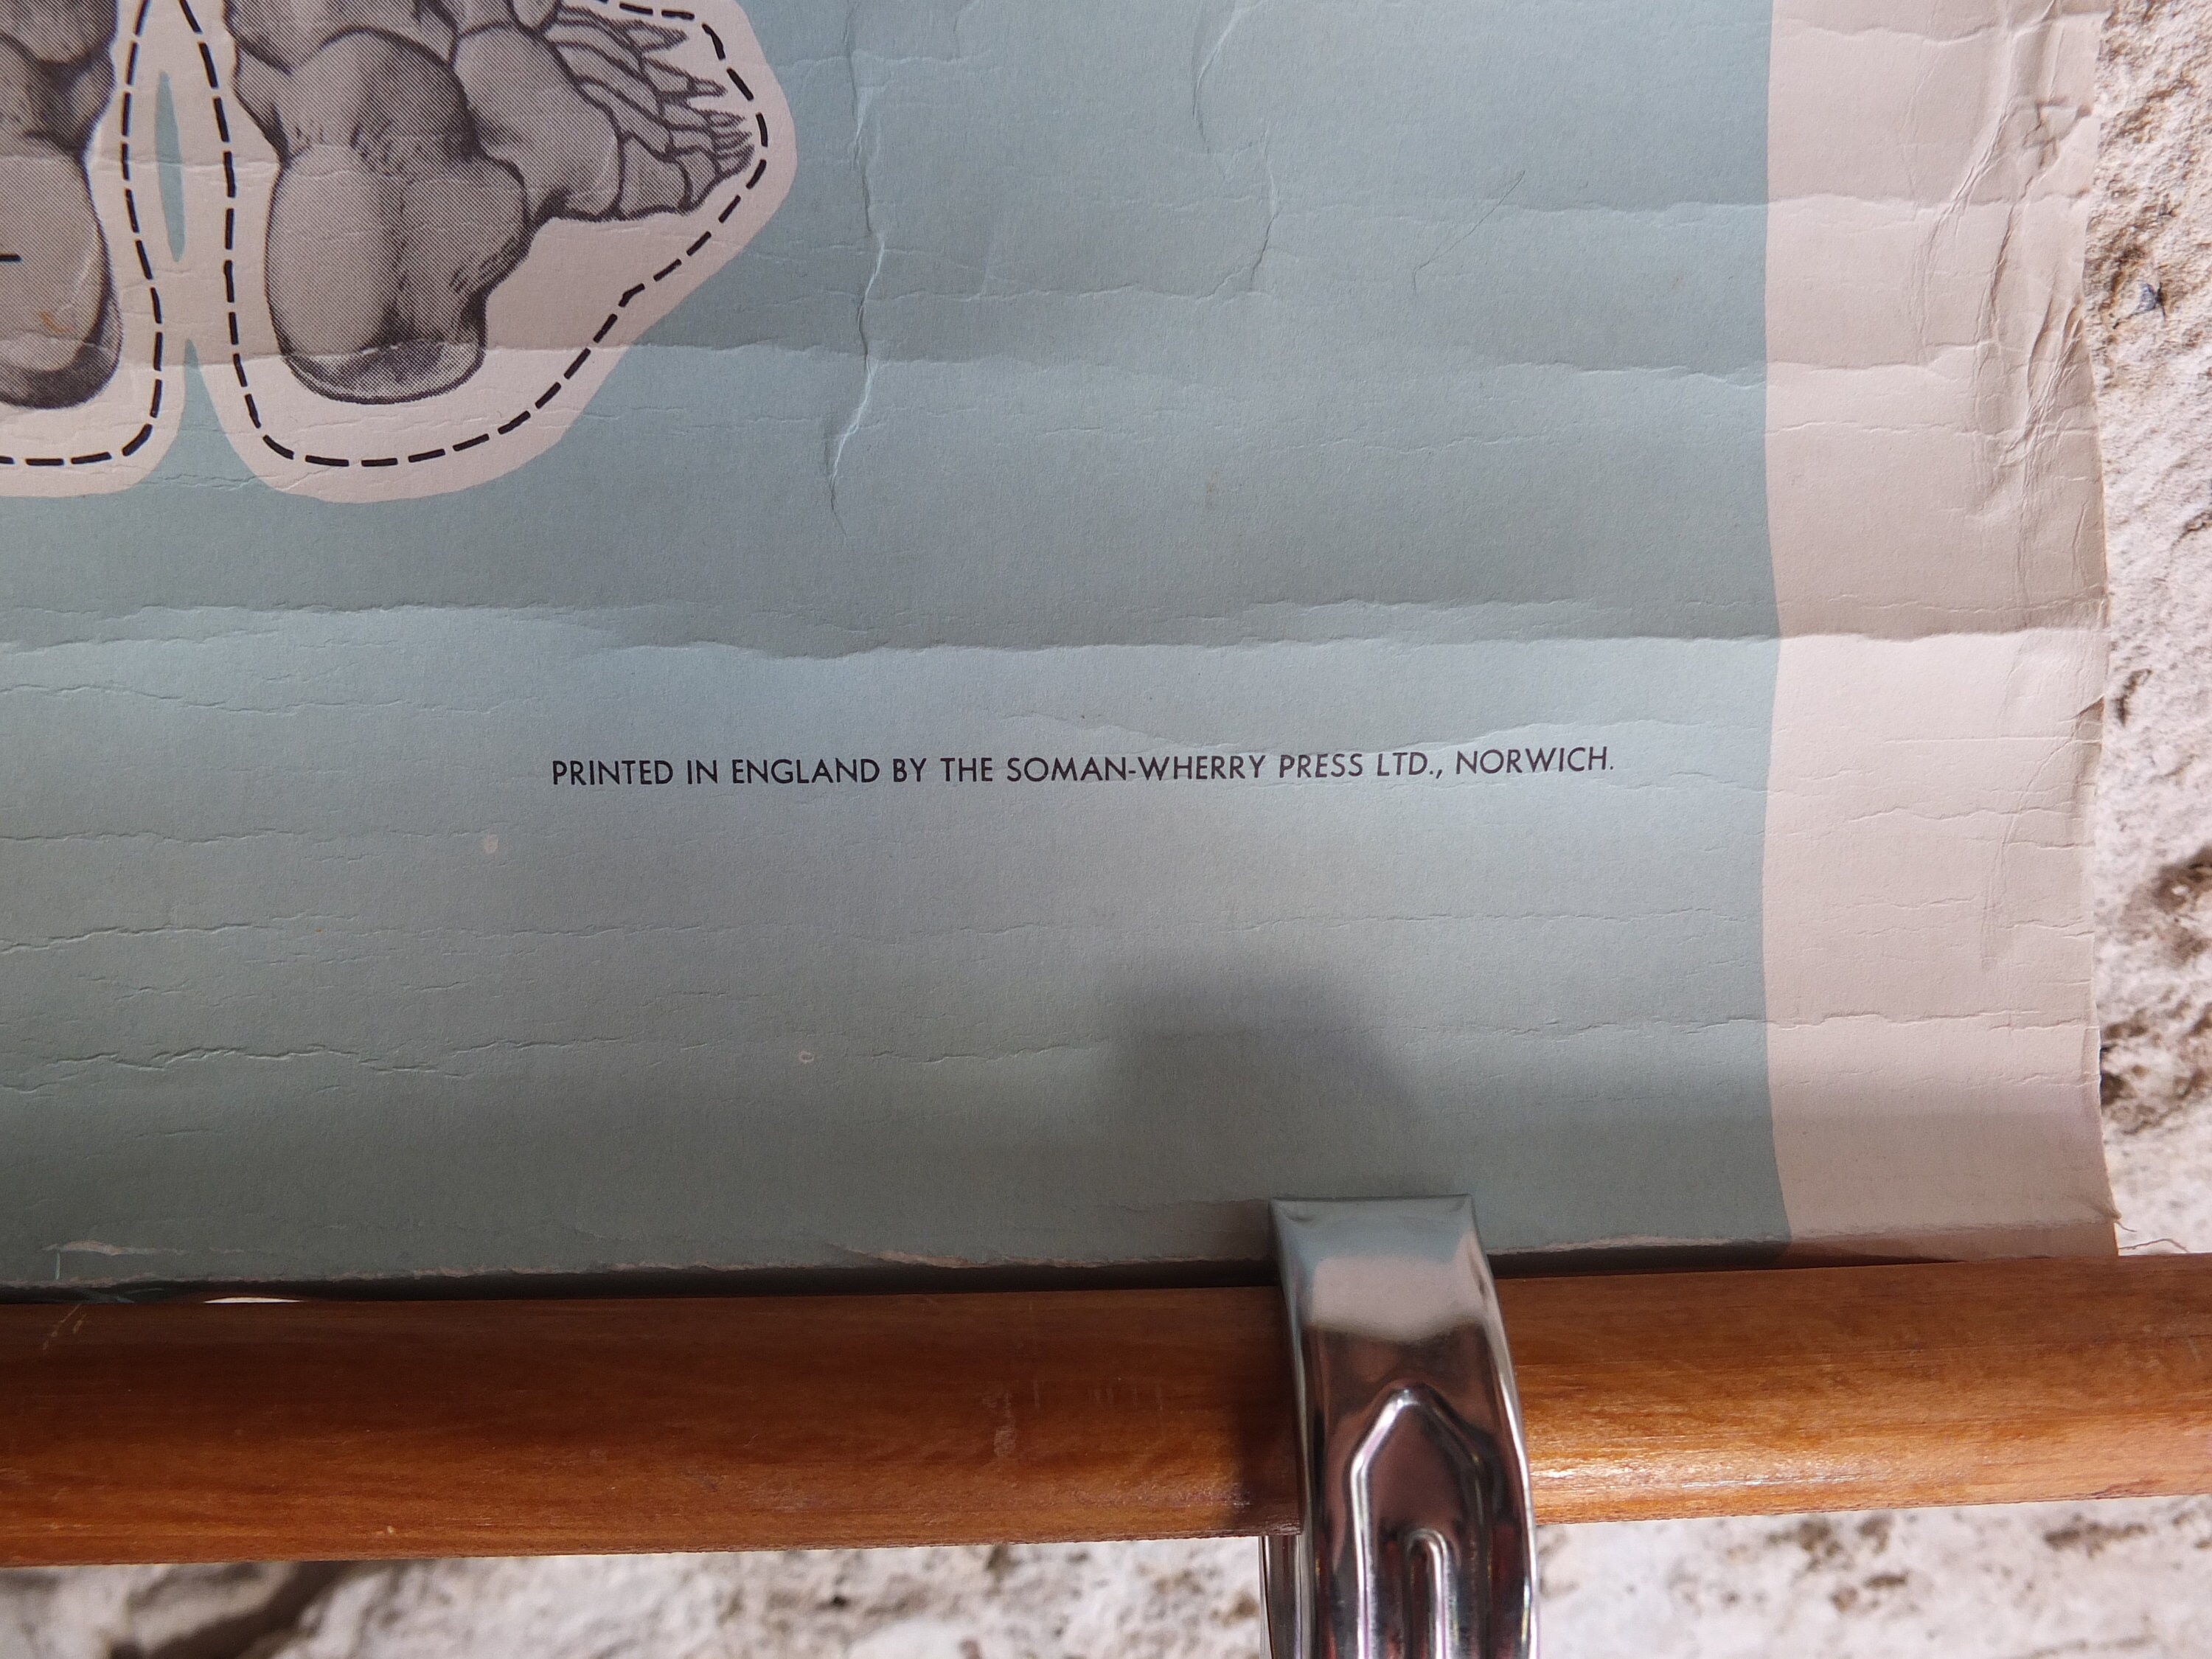 PRINTED IN ENGLAND BY THE SOMAN-WHERRY PRESS LTD., NORWICH.